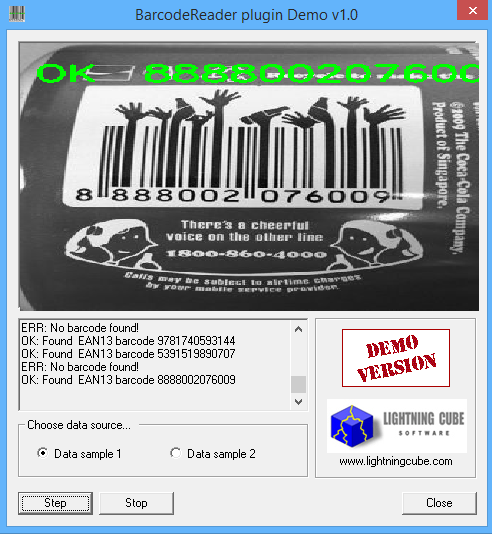 BarcodeReader plugin Demo v1.0
OK 88880020760
©2009 The Coca-Cola Company,
Product of Singapore,
8 888002 076009
There's a cheerful
voice on the other line
1800-860-4000
Calls may be subject to airtime charges
by your mobile service provider.
ERR: No barcode found!
OK: Found EAN13 barcode 9781740593144
OK: Found EAN13 barcode 5391519890707
ERR: No barcode found!
OK: Found EAN13 barcode 8888002076009
DEMO
VERSION
LIGHTNING CUBE
SOFTWARE
www.lightningcube.com
Choose data source...
Data sample 1
Data sample 2
Step
Stop
Close